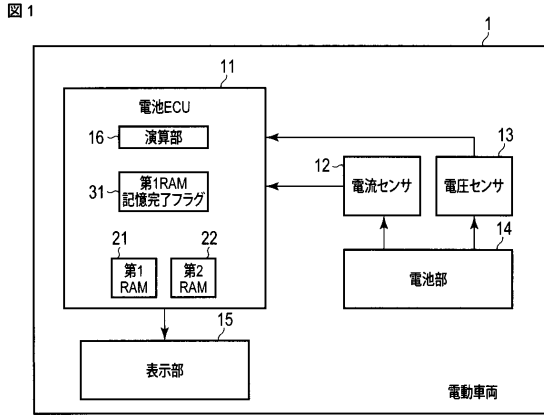 図1
1
11
電池ECU
16
演算部
31
第1RAM
記憶完了フラグ
21
第1
RAM
22
第2
RAM
12
電流センサ
13
電圧センサ
14
電池部
15
表示部
電動車両